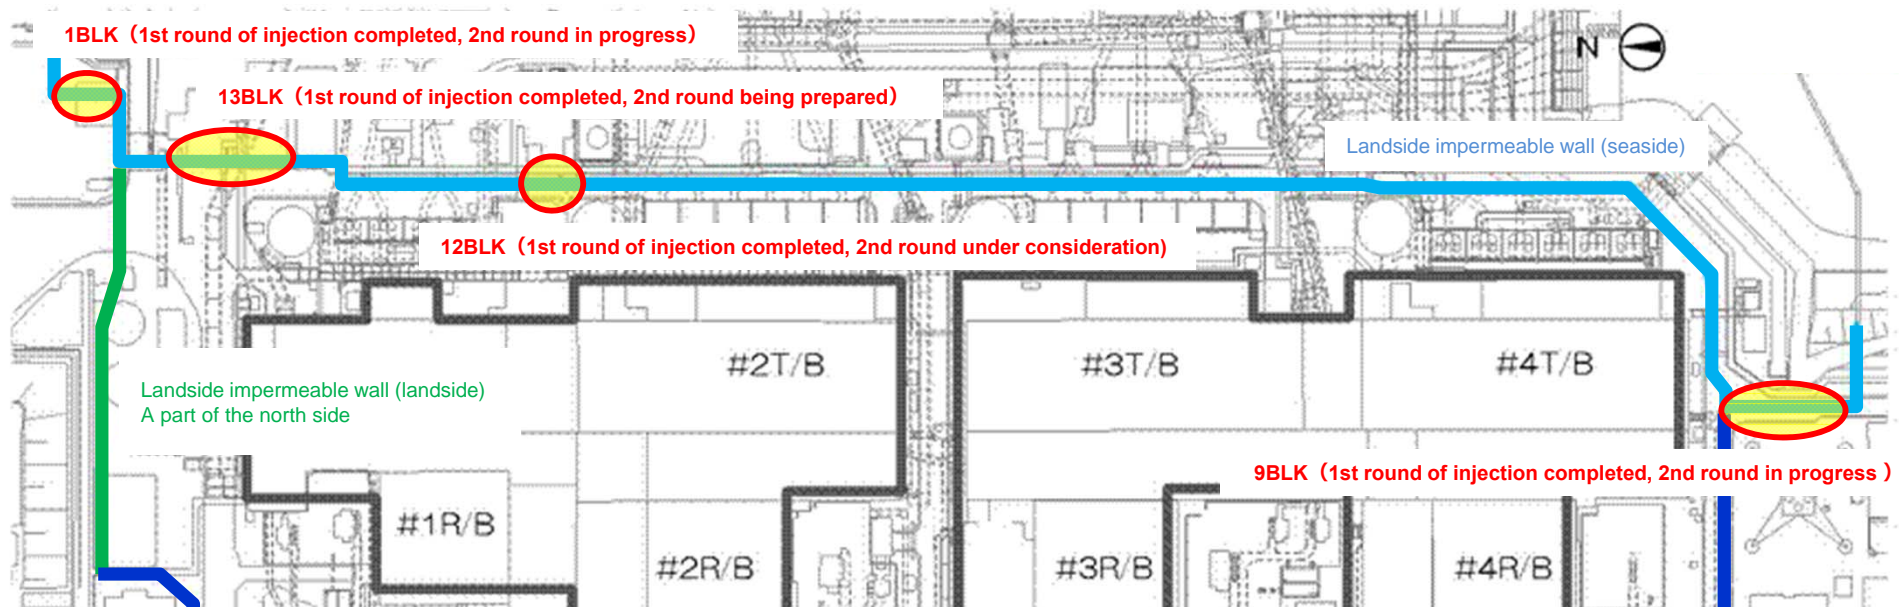 1BLK（1st round of injection completed, 2nd round in progress）
N
13BLK（1st round of injection completed, 2nd round being prepared）
Landside impermeable wall (seaside)
12BLK（1st round of injection completed, 2nd round under consideration)
#2T/B
#3T/B
#4T/B
Landside impermeable wall (landside)
A part of the north side
9BLK（1st round of injection completed, 2nd round in progress ）
#1R/B
#2R/B
#3R/B
#4R/B